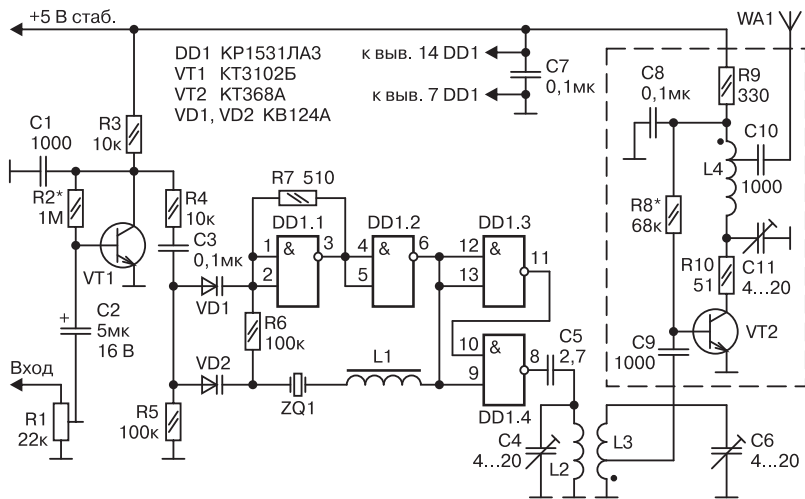 +5 В стаб.
WA1
DD1 КР1531ЛА3
VT1 КТ3102Б
VT2 КТ368А
VD1, VD2 КВ124А
к выв. 14 DD1
к выв. 7 DD1
C7
0,1мк
C8
0,1мк
R9
330
C1
1000
R3
10к
C10
1000
L4
R2*
1М
R4
10к
R7 510
R8*
68к
C3
0,1мк
DD1.1
DD1.2
DD1.3
&
&
&
1
2
3
4
5
6
12
13
11
VT1
VD1
C11
4...20
R10
51
C2
5мк
16 В
+
R6
100к
VT2
VD2
L1
&
10
9
8
C5
2,7
C9
1000
Вход
ZQ1
DD1.4
R1
22к
R5
100к
C4
4...20
L2
L3
C6
4...20